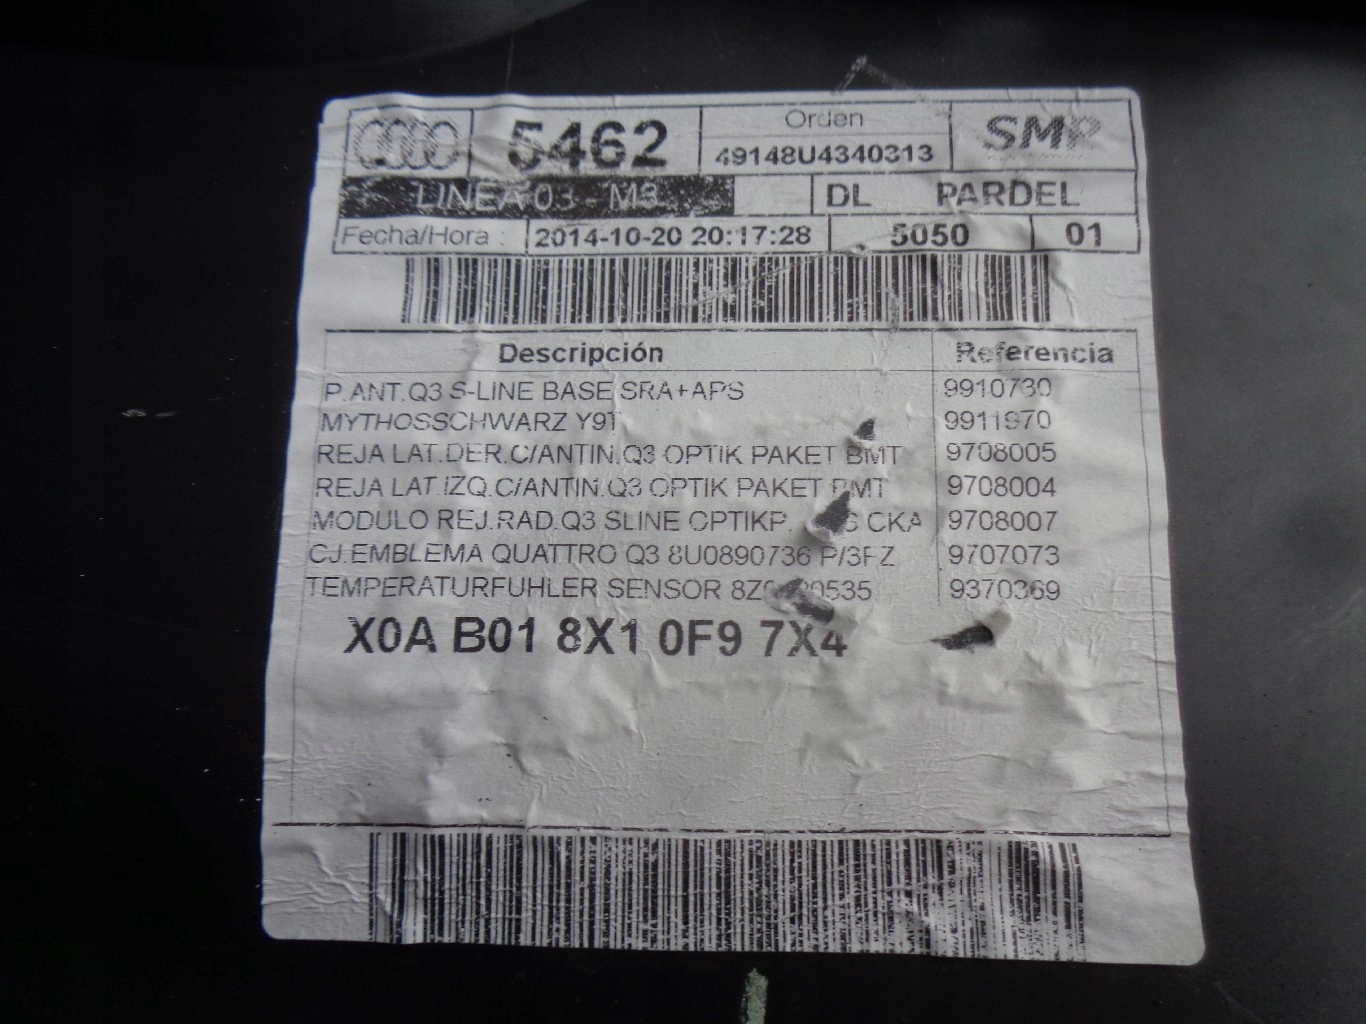 5462
Orden
49148U4340313
SMP
LINEA 03 - M3
DL PARDEL
Fecha/Hora : 2014-10-20 20:17:28 5050 01
Descripción Referencia
P.ANT.Q3 S-LINE BASE SRA+APS 9910730
MYTHOSSCHWARZ Y9T 9911970
REJA LAT.DER.C/ANTIN.Q3 OPTIK PAKET BMT 9708005
REJA LAT.IZQ.C/ANTIN.Q3 OPTIK PAKET BMT 9708004
MODULO REJ.RAD.Q3 SLINE OPTIKP. CKA 9708007
CJ.EMBLEMA QUATTRO Q3 8U0890736 P/3FZ 9707073
TEMPERATURFUHLER SENSOR 9370369
X0A B01 8X1 0F9 7X4